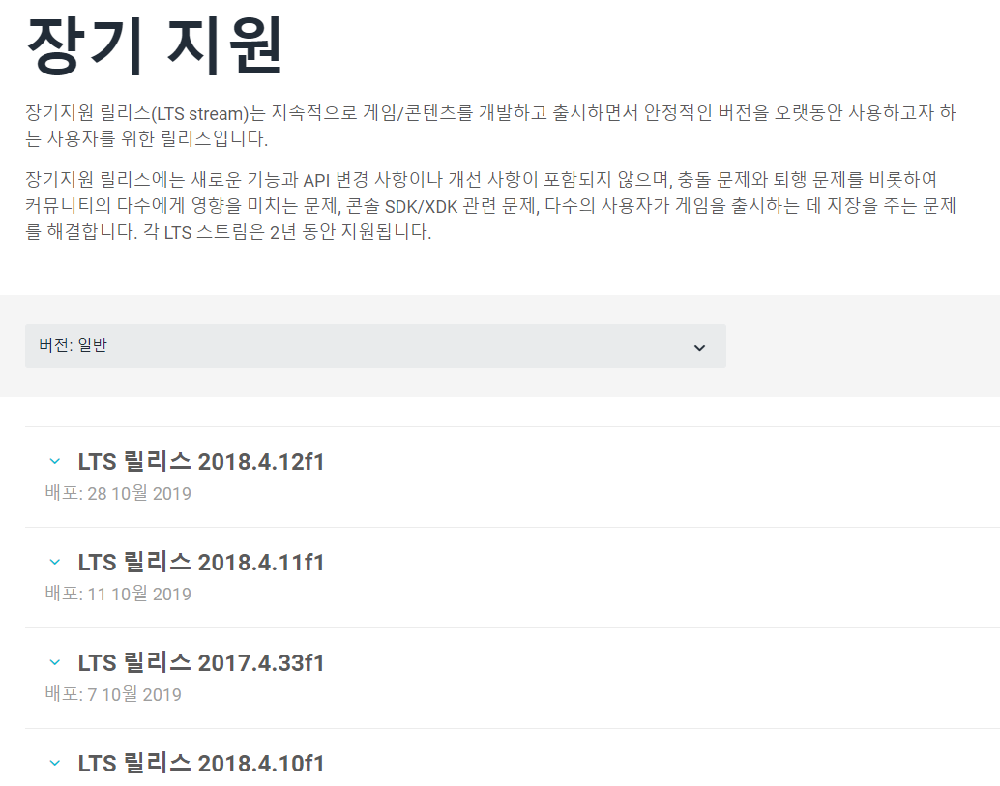 장기 지원
장기지원 릴리스(LTS stream)는 지속적으로 게임/콘텐츠를 개발하고 출시하면서 안정적인 버전을 오랫동안 사용하고자 하
는 사용자를 위한 릴리스입니다.
장기지원 릴리스에는 새로운 기능과 API 변경 사항이나 개선 사항이 포함되지 않으며, 충돌 문제와 퇴행 문제를 비롯하여
커뮤니티의 다수에게 영향을 미치는 문제, 콘솔 SDK/XDK 관련 문제, 다수의 사용자가 게임을 출시하는 데 지장을 주는 문제
를 해결합니다. 각 LTS 스트림은 2년 동안 지원됩니다.
버전: 일반
LTS 릴리스 2018.4.12f1
배포: 28 10월 2019
LTS 릴리스 2018.4.11f1
배포: 11 10월 2019
LTS 릴리스 2017.4.33f1
배포: 7 10월 2019
LTS 릴리스 2018.4.10f1